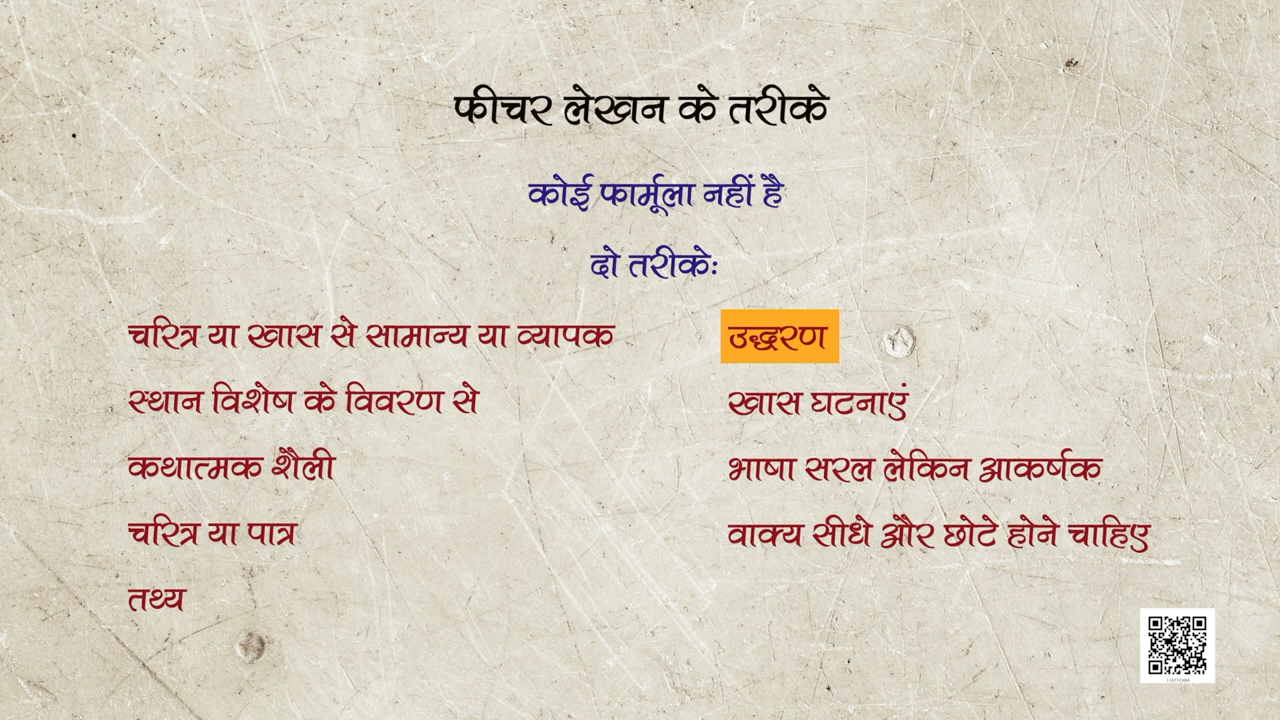 फीचर लेखन के तरीके
कोई फार्मूला नहीं है
दो तरीके:
चरित्र या खास से सामान्य या व्यापक
स्थान विशेष के विवरण से
कथात्मक शैली
चरित्र या पात्र
तथ्य
उद्धरण
खास घटनाएं
भाषा सरल लेकिन आकर्षक
वाक्य सीधे और छोटे होने चाहिए